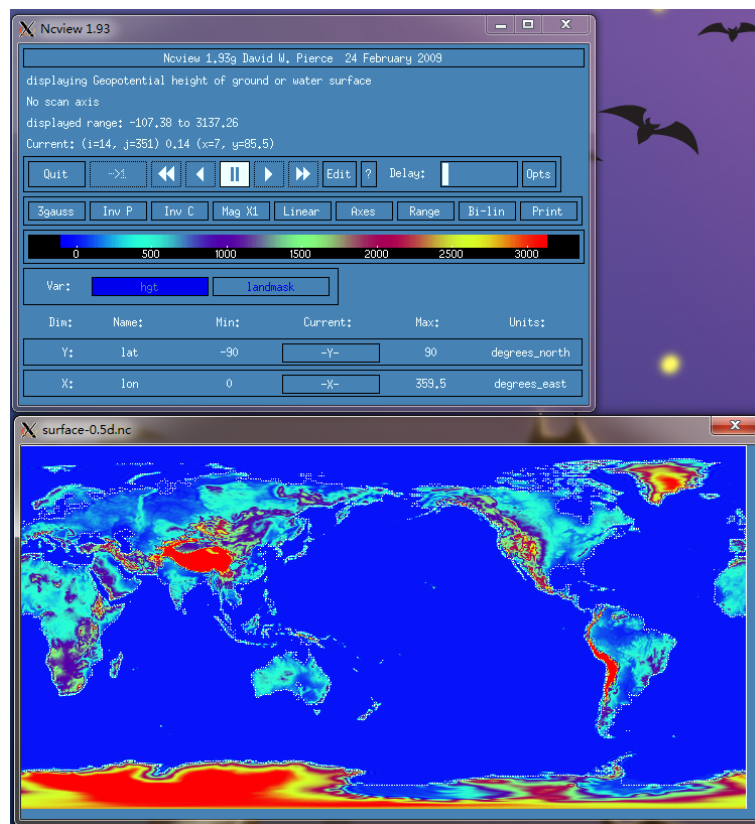 Ncview 1.93
Ncview 1.93g David W. Pierce 24 February 2009
displaying Geopotential height of ground or water surface
No scan axis
displayed range: -107.38 to 3137.26
Current: (i=14, j=351) 0.14 (x=7, y=85.5)
Quit ->X1 Edit ? Delay: Opts
3gauss Inv P Inv C Mag X1 Linear Axes Range Bi-lin Print
0 500 1000 1500 2000 2500 3000
Var: hgt landmask
Dim: Name: Min: Current: Max: Units:
Y: lat -90 -Y- 90 degrees_north
X: lon 0 -X- 359.5 degrees_east
surface-0.5d.nc